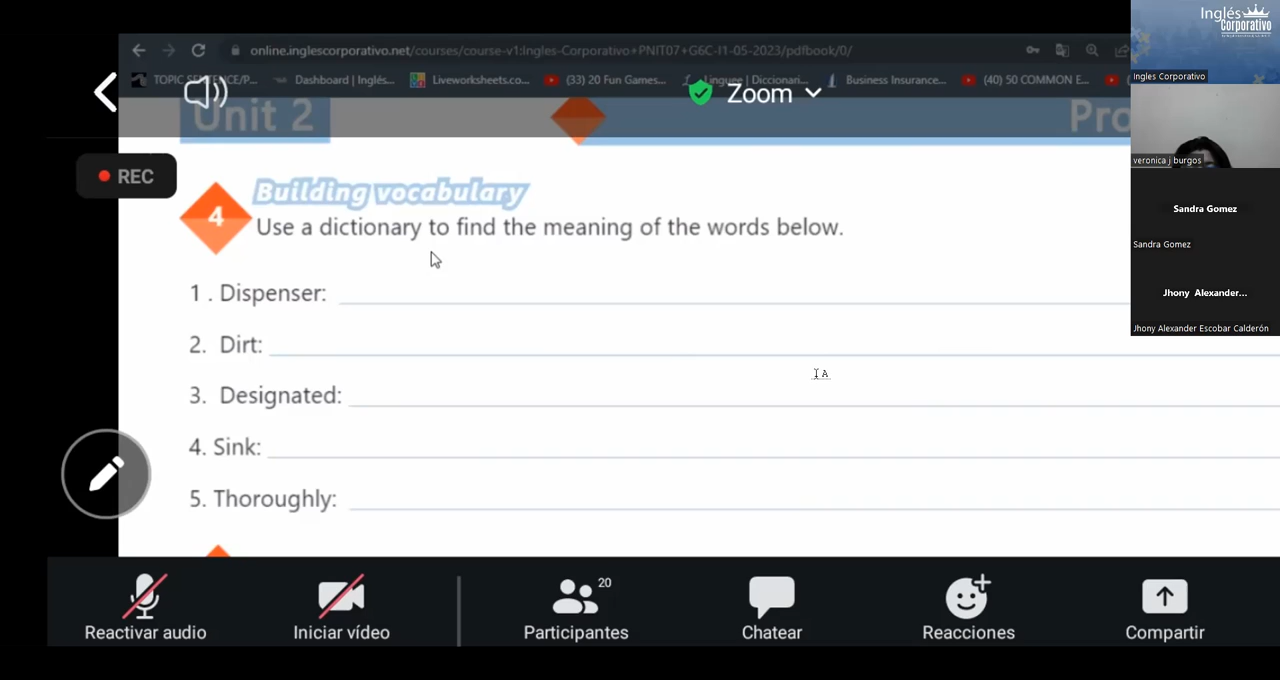 online.inglescorporativo.net/courses/course-v1:Ingles-Corporativo+PNIT07+G6C-I1-05-2023/pdfbook/0/
TOPIC SENTENCE/P...
Dashboard | Inglés...
Liveworksheets.co...
(33) 20 Fun Games...
Linguee | Diccionari...
Business Insurance...
(40) 50 COMMON E...
Zoom
Unit 2
REC
4
Building vocabulary
Use a dictionary to find the meaning of the words below.
1 . Dispenser:
2. Dirt:
3. Designated:
4. Sink:
5. Thoroughly:
A
Inglés
Corporativo
Ingles Corporativo
veronica j burgos
Sandra Gomez
Sandra Gomez
Jhony Alexander...
Jhony Alexander Escobar Calderón
Reactivar audio
Iniciar vídeo
20
Participantes
Chatear
Reacciones
Compartir